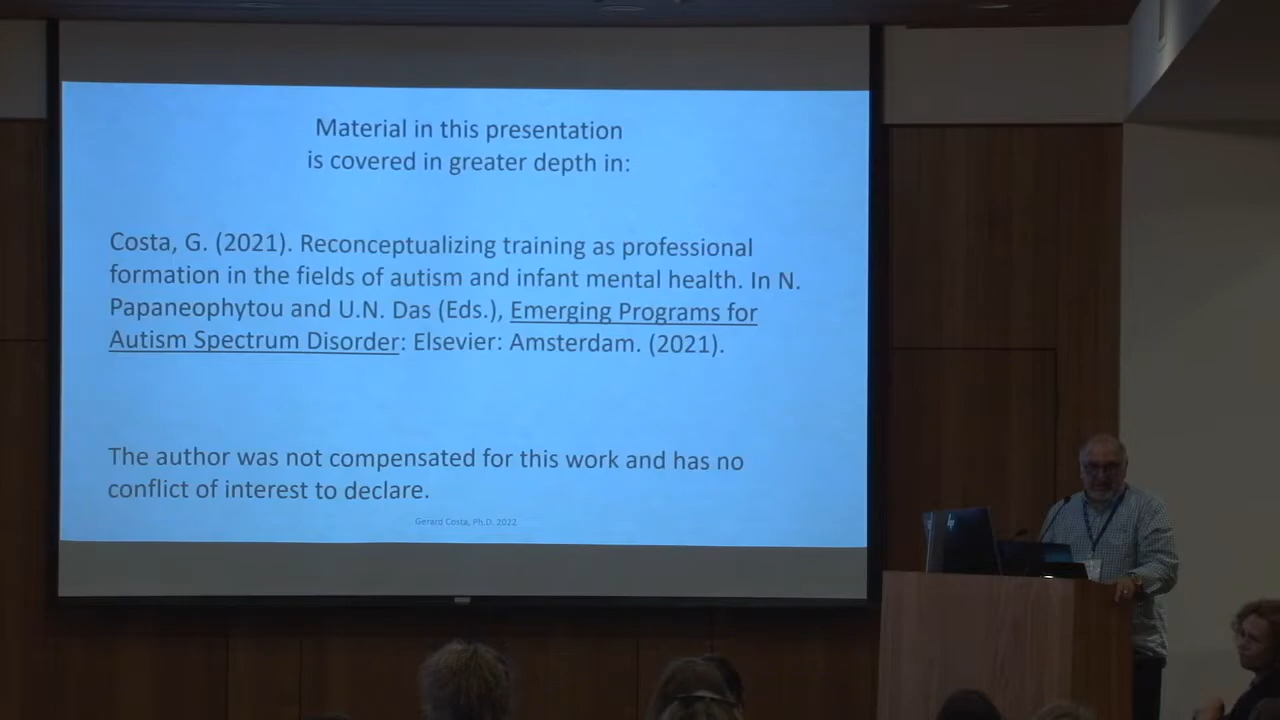 Material in this presentation
is covered in greater depth in:
Costa, G. (2021). Reconceptualizing training as professional
formation in the fields of autism and infant mental health. In N.
Papaneophytou and U.N. Das (Eds.), Emerging Programs for
Autism Spectrum Disorder: Elsevier: Amsterdam. (2021).
The author was not compensated for this work and has no
conflict of interest to declare.
Gerard Costa, Ph.D. 2022
hp